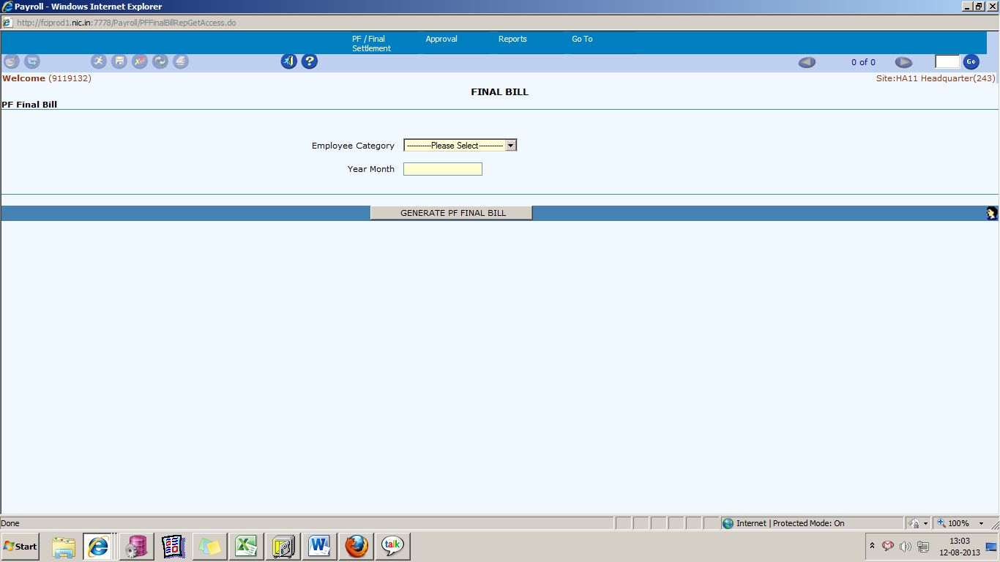 Payroll - Windows Internet Explorer
http://fciprod1.nic.in:7778/Payroll/PFFinalBillRepGetAccess.do
PF / Final Settlement Approval Reports Go To
0 of 0 Go
Welcome (9119132) Site:HA11 Headquarter(243)
FINAL BILL
PF Final Bill
Employee Category ----------Please Select----------
Year Month
GENERATE PF FINAL BILL
Done Internet | Protected Mode: On 100%
Start talk 13:03
12-08-2013